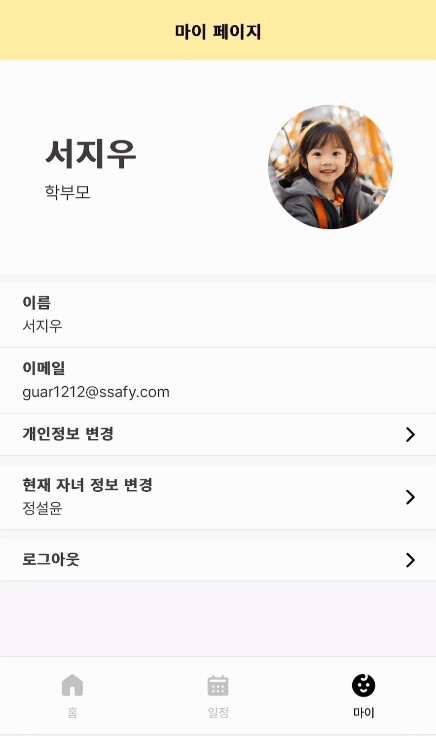 마이 페이지
서지우
학부모
이름
서지우
이메일
guar1212@ssafy.com
개인정보 변경
현재 자녀 정보 변경
정설윤
로그아웃
홈
일정
마이